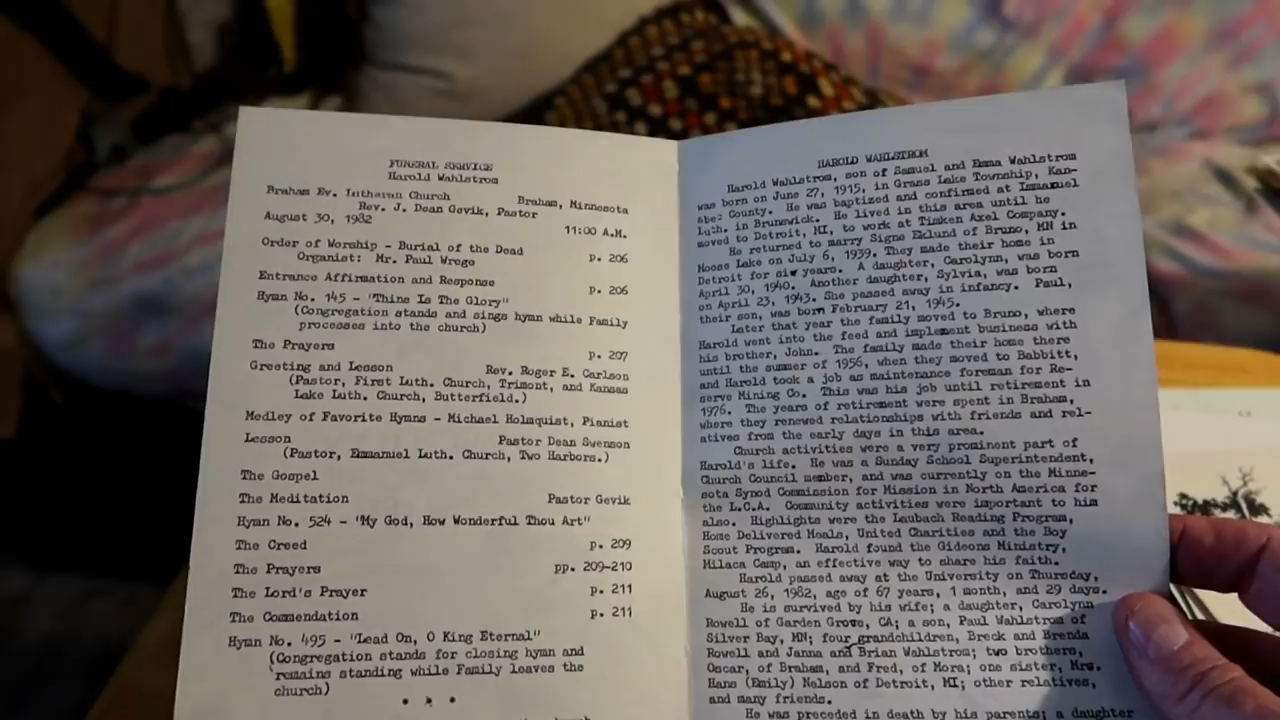 FUNERAL SERVICE
Harold Wahlstrom
Braham Ev. Lutheran Church Braham, Minnesota
Rev. J. Dean Gevik, Pastor
August 30, 1982 11:00 A.M.
Order of Worship - Burial of the Dead
Organist: Mr. Paul Wrego p. 206
Entrance Affirmation and Response p. 206
Hymn No. 145 - "Thine Is The Glory"
(Congregation stands and sings hymn while Family
processes into the church)
The Prayers p. 207
Greeting and Lesson Rev. Roger E. Carlson
(Pastor, First Luth. Church, Trimont, and Kansas
Lake Luth. Church, Butterfield.)
Medley of Favorite Hymns - Michael Holmquist, Pianist
Lesson Pastor Dean Swenson
(Pastor, Emmanuel Luth. Church, Two Harbors.)
The Gospel
The Meditation Pastor Gevik
Hymn No. 524 - "My God, How Wonderful Thou Art"
The Creed p. 209
The Prayers pp. 209-210
The Lord's Prayer p. 211
The Commendation p. 211
Hymn No. 495 - "Lead On, O King Eternal"
(Congregation stands for closing hymn and
remains standing while Family leaves the
church)
HAROLD WAHLSTROM
Harold Wahlstrom, son of Samuel and Emma Wahlstrom
was born on June 27, 1915, in Grass Lake Township, Kan-
abec County. He was baptized and confirmed at Immanuel
Luth. in Brunswick. He lived in this area until he
moved to Detroit, MI, to work at Timken Axel Company.
He returned to marry Signe Eklund of Bruno, MN in
Moose Lake on July 6, 1939. They made their home in
Detroit for six years. A daughter, Carolynn, was born
April 30, 1940. Another daughter, Sylvia, was born
on April 23, 1943. She passed away in infancy. Paul,
their son, was born February 21, 1945.
Later that year the family moved to Bruno, where
Harold went into the feed and implement business with
his brother, John. The family made their home there
until the summer of 1956, when they moved to Babbitt,
and Harold took a job as maintenance foreman for Re-
serve Mining Co. This was his job until retirement in
1976. The years of retirement were spent in Braham,
where they renewed relationships with friends and rel-
atives from the early days in this area.
Church activities were a very prominent part of
Harold's life. He was a Sunday School Superintendent,
Church Council member, and was currently on the Minne-
sota Synod Commission for Mission in North America for
the L.C.A. Community activities were important to him
also. Highlights were the Laubach Reading Program,
Home Delivered Meals, United Charities and the Boy
Scout Program. Harold found the Gideons Ministry,
Milaca Camp, an effective way to share his faith.
Harold passed away at the University on Thursday,
August 26, 1982, age of 67 years, 1 month, and 29 days.
He is survived by his wife; a daughter, Carolynn
Rowell of Garden Grove, CA; a son, Paul Wahlstrom of
Silver Bay, MN; four grandchildren, Breck and Brenda
Rowell and Janna and Brian Wahlstrom; two brothers,
Oscar, of Braham, and Fred, of Mora; one sister, Mrs.
Hans (Emily) Nelson of Detroit, MI; other relatives,
and many friends.
He was preceded in death by his parents; a daughter